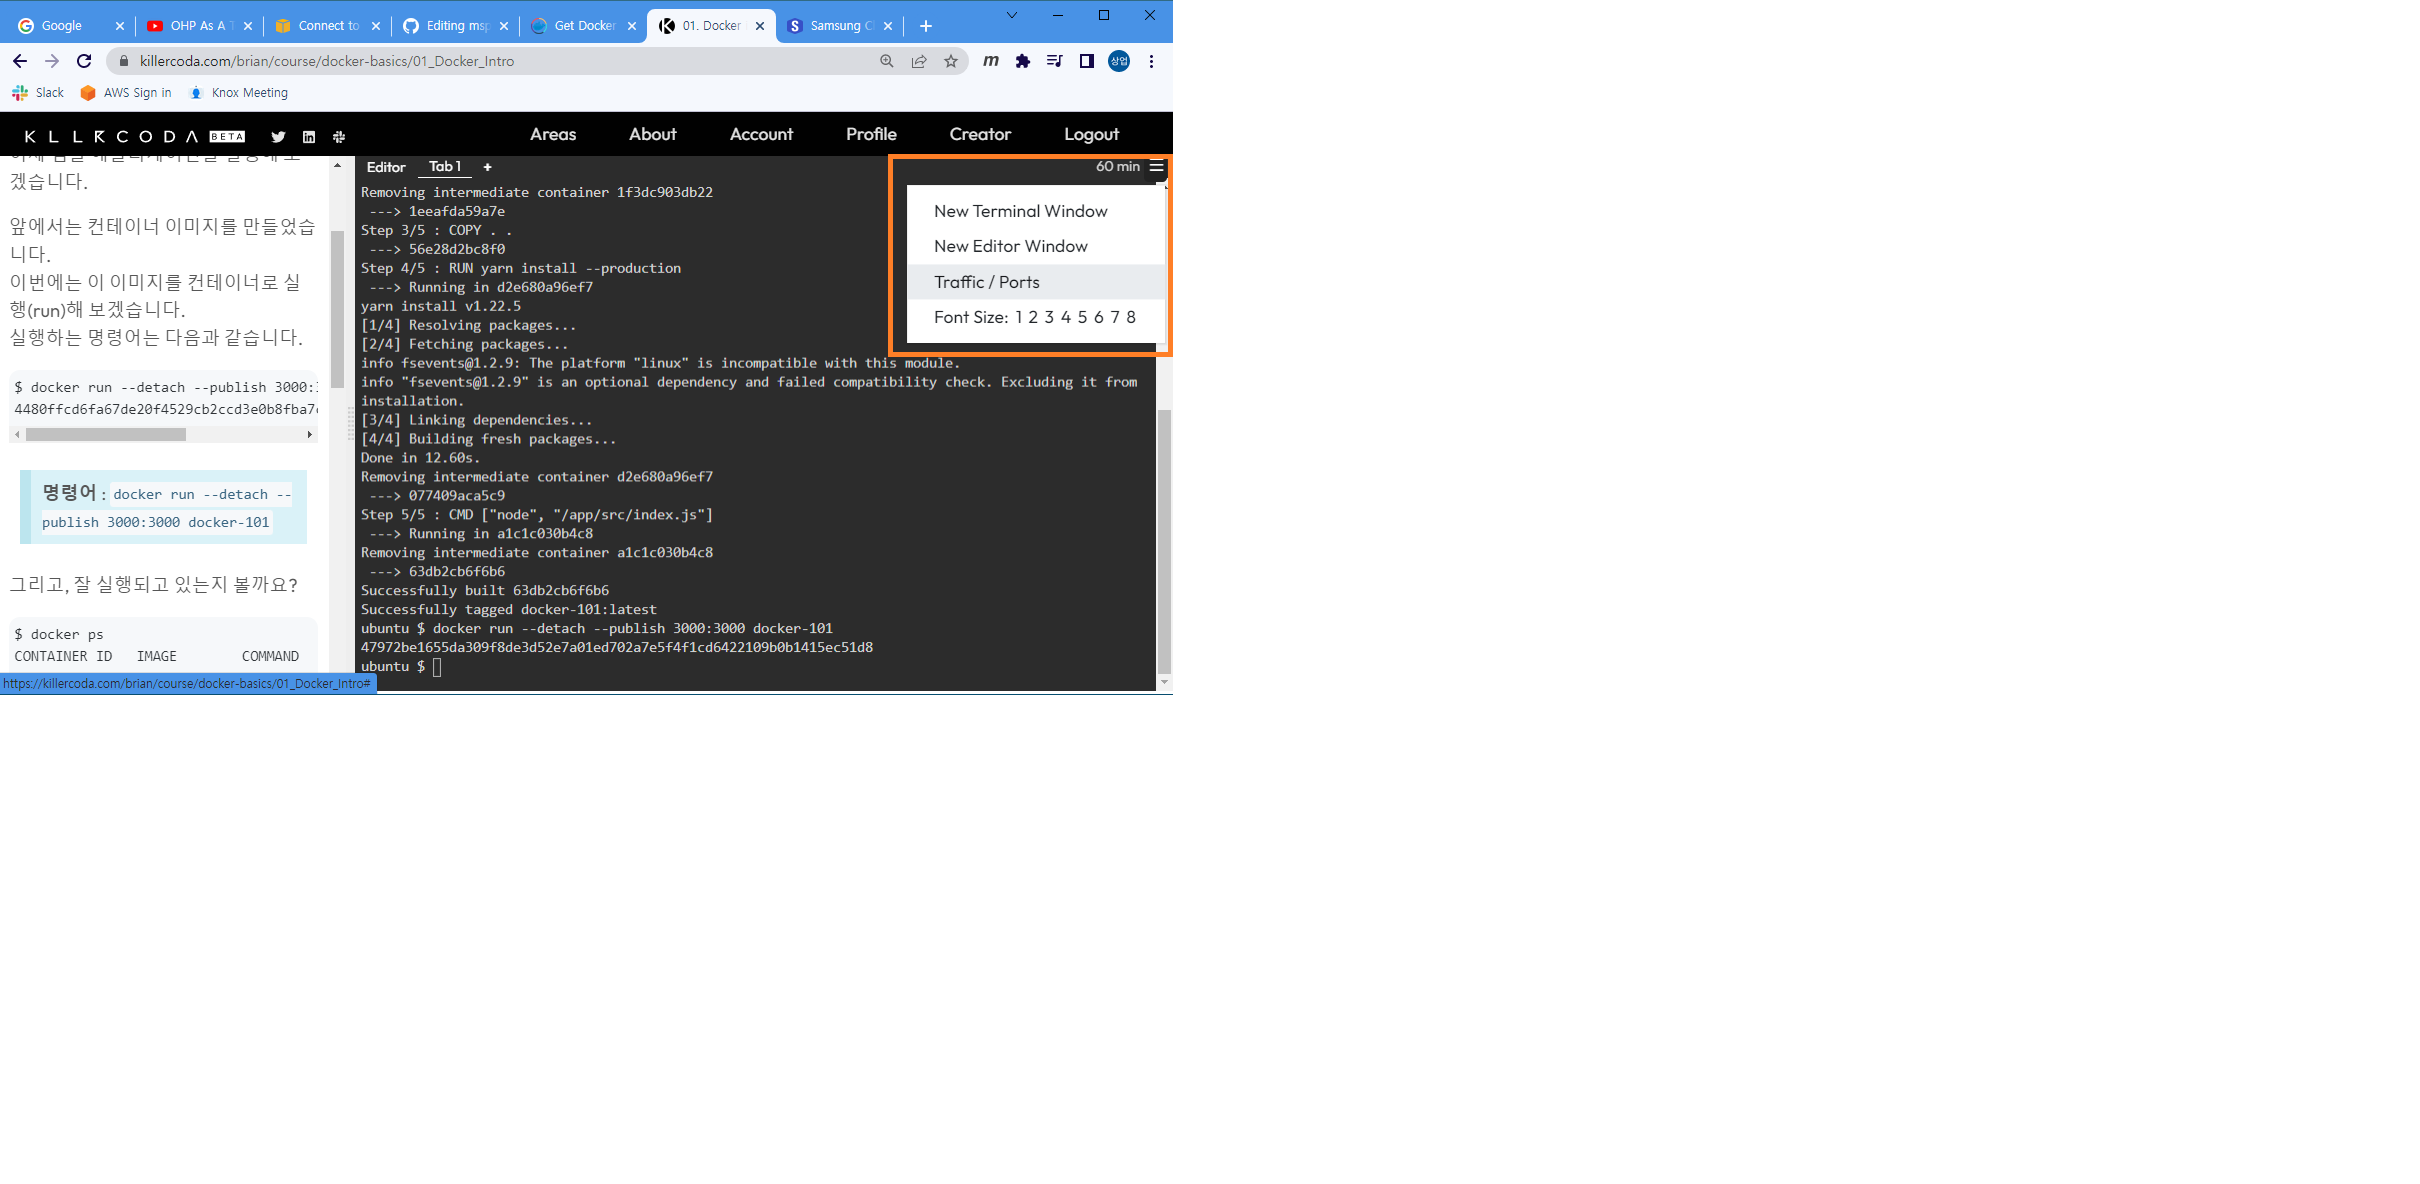 Google
OHP As A T
Connect to
Editing msp
Get Docker
01. Docker
Samsung Cl
killercoda.com/brian/course/docker-basics/01_Docker_Intro
m
상업
Slack
AWS Sign in
Knox Meeting
KLLRCODA BETA
Areas
About
Account
Profile
Creator
Logout
겠습니다.
앞에서는 컨테이너 이미지를 만들었습
니다.
이번에는 이 이미지를 컨테이너로 실
행(run)해 보겠습니다.
실행하는 명령어는 다음과 같습니다.
$ docker run --detach --publish 3000:
4480ffcd6fa67de20f4529cb2ccd3e0b8fba7
명령어 : docker run --detach --
publish 3000:3000 docker-101
그리고, 잘 실행되고 있는지 볼까요?
$ docker ps
CONTAINER ID IMAGE COMMAND
https://killercoda.com/brian/course/docker-basics/01_Docker_Intro#
Editor
Tab 1
+
60 min
Removing intermediate container 1f3dc903db22
---> 1eeafda59a7e
Step 3/5 : COPY . .
---> 56e28d2bc8f0
Step 4/5 : RUN yarn install --production
---> Running in d2e680a96ef7
yarn install v1.22.5
[1/4] Resolving packages...
[2/4] Fetching packages...
info fsevents@1.2.9: The platform "linux" is incompatible with this module.
info "fsevents@1.2.9" is an optional dependency and failed compatibility check. Excluding it from
installation.
[3/4] Linking dependencies...
[4/4] Building fresh packages...
Done in 12.60s.
Removing intermediate container d2e680a96ef7
---> 077409aca5c9
Step 5/5 : CMD ["node", "/app/src/index.js"]
---> Running in a1c1c030b4c8
Removing intermediate container a1c1c030b4c8
---> 63db2cb6f6b6
Successfully built 63db2cb6f6b6
Successfully tagged docker-101:latest
ubuntu $ docker run --detach --publish 3000:3000 docker-101
47972be1655da309f8de3d52e7a01ed702a7e5f4f1cd6422109b0b1415ec51d8
ubuntu $
New Terminal Window
New Editor Window
Traffic / Ports
Font Size: 1 2 3 4 5 6 7 8